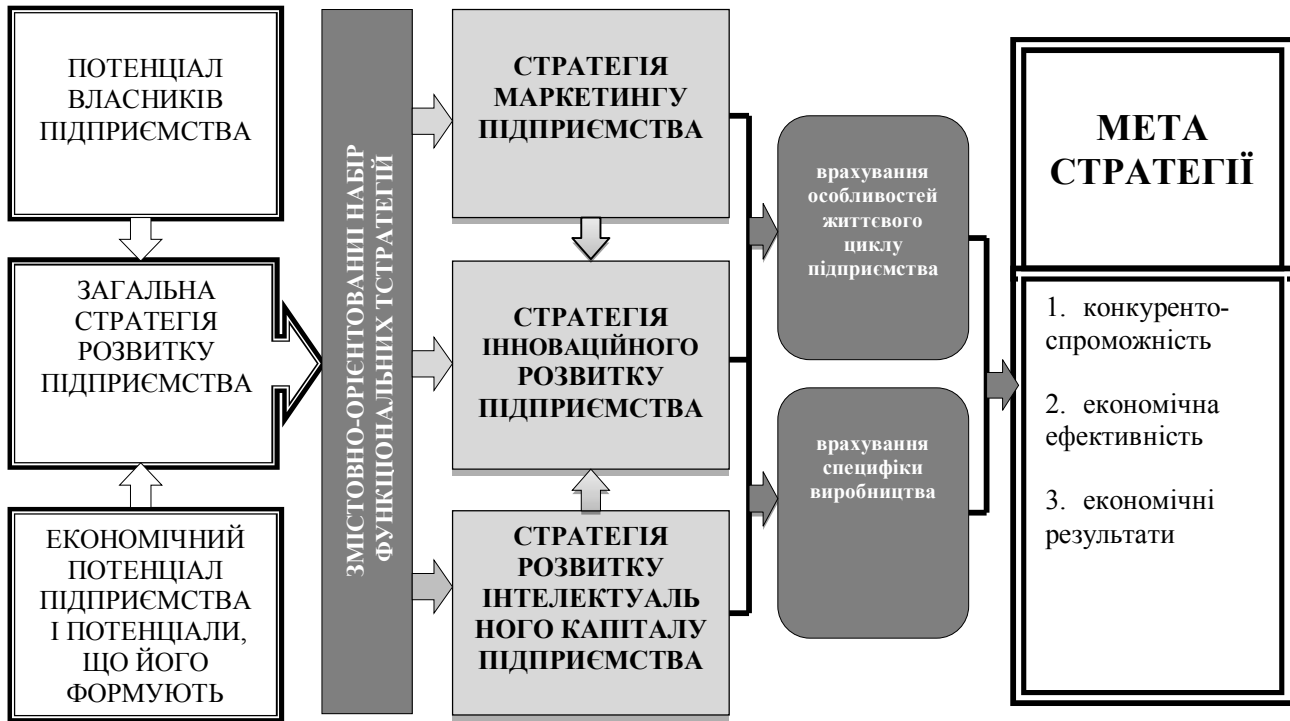 ПОТЕНЦІАЛ
ВЛАСНИКІВ
ПІДПРИЄМСТВА
ЗАГАЛЬНА
СТРАТЕГІЯ
РОЗВИТКУ
ПІДПРИЄМСТВА
ЕКОНОМІЧНИЙ
ПОТЕНЦІАЛ
ПІДПРИЄМСТВА
І ПОТЕНЦІАЛИ,
ЩО ЙОГО
ФОРМУЮТЬ
ЗМІСТОВНО-ОРІЄНТОВАНІІ НАБІР
ФУНКЦІОНАЛЬНИХ ТСТРАТЕГІЙ
СТРАТЕГІЯ
МАРКЕТИНГУ
ПІДПРИЄМСТВА
СТРАТЕГІЯ
ІННОВАЦІЙНОГО
РОЗВИТКУ
ПІДПРИЄМСТВА
СТРАТЕГІЯ
РОЗВИТКУ
ІНТЕЛЕКТУАЛЬ
НОГО КАПІТАЛУ
ПІДПРИЄМСТВА
врахування
особливостей
життєвого
циклу
підприємства
врахування
специфіки
виробництва
МЕТА
СТРАТЕГІЇ
1. конкуренто-
спроможність
2. економічна
ефективність
3. економічні
результати